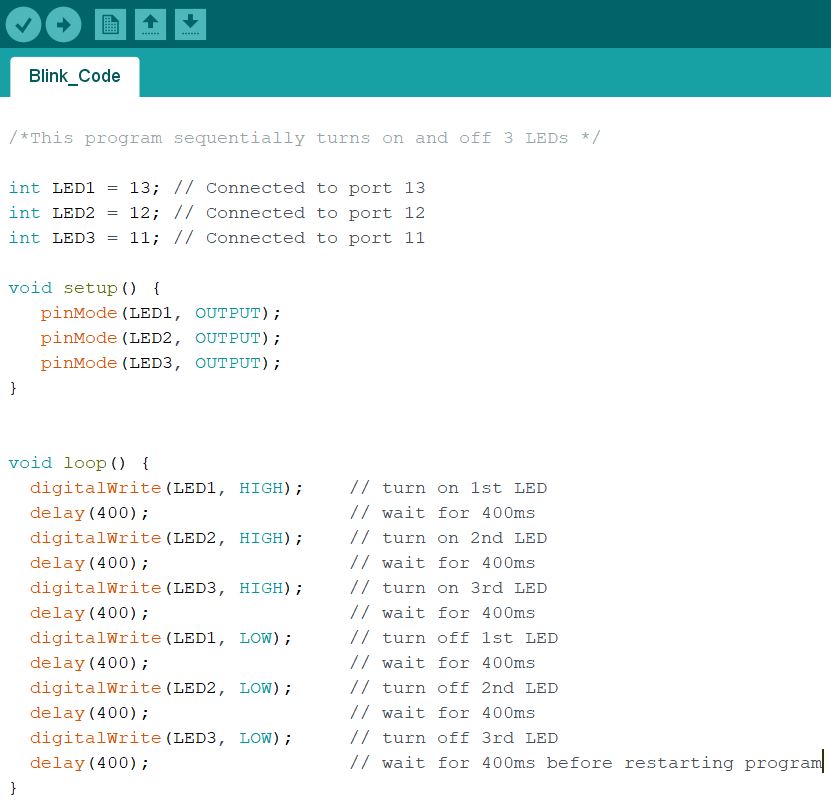 Blink_Code
/*This program sequentially turns on and off 3 LEDs */
int LED1 = 13; // Connected to port 13
int LED2 = 12; // Connected to port 12
int LED3 = 11; // Connected to port 11
void setup() {
   pinMode(LED1, OUTPUT);
   pinMode(LED2, OUTPUT);
   pinMode(LED3, OUTPUT);
}
void loop() {
  digitalWrite(LED1, HIGH);    // turn on 1st LED
  delay(400);                  // wait for 400ms
  digitalWrite(LED2, HIGH);    // turn on 2nd LED
  delay(400);                  // wait for 400ms
  digitalWrite(LED3, HIGH);    // turn on 3rd LED
  delay(400);                  // wait for 400ms
  digitalWrite(LED1, LOW);     // turn off 1st LED
  delay(400);                  // wait for 400ms
  digitalWrite(LED2, LOW);     // turn off 2nd LED
  delay(400);                  // wait for 400ms
  digitalWrite(LED3, LOW);     // turn off 3rd LED
  delay(400);                  // wait for 400ms before restarting program
}